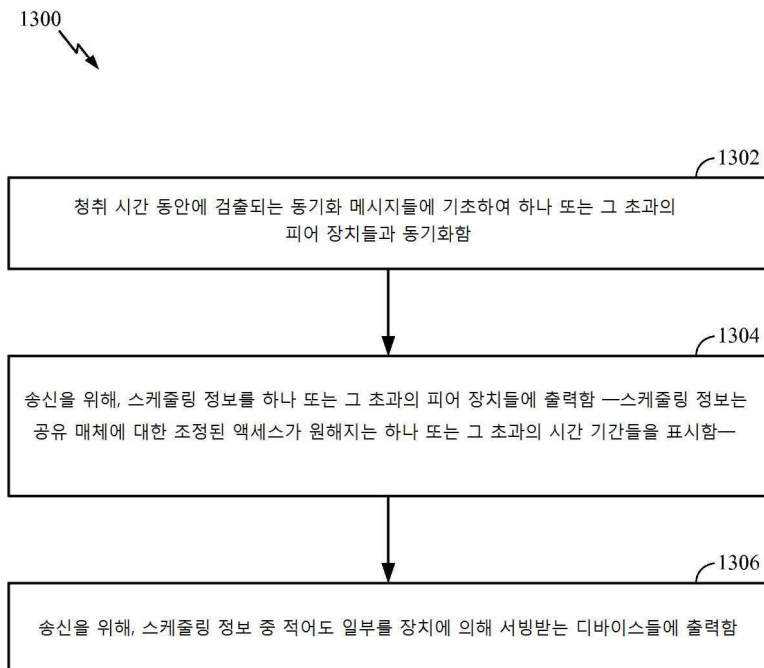 1300
1302
청취 시간 동안에 검출되는 동기화 메시지들에 기초하여 하나 또는 그 초과의
피어 장치들과 동기화함
1304
송신을 위해, 스케줄링 정보를 하나 또는 그 초과의 피어 장치들에 출력함 —스케줄링 정보는
공유 매체에 대한 조정된 액세스가 원해지는 하나 또는 그 초과의 시간 기간들을 표시함—
1306
송신을 위해, 스케줄링 정보 중 적어도 일부를 장치에 의해 서빙받는 디바이스들에 출력함